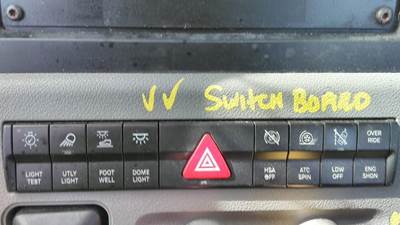 VV Switch BOARD
OVER RIDE
LIGHT TEST
UTLY LIGHT
FOOT WELL
DOME LIGHT
HSA OFF
ATC SPIN
LDW OFF
ENG SHDN